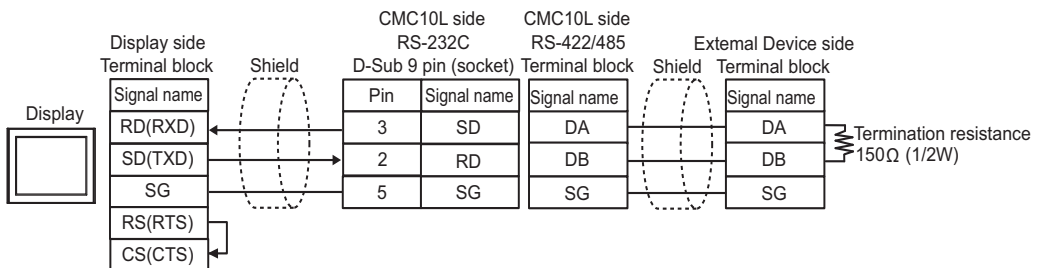 CMC10L side
RS-232C
D-Sub 9 pin (socket)
CMC10L side
RS-422/485
Terminal block
Display side
Terminal block
Shield
Shield
External Device side
Terminal block
Display
Signal name
RD(RXD)
SD(TXD)
SG
RS(RTS)
CS(CTS)
Pin
Signal name
3
SD
2
RD
5
SG
Signal name
DA
DB
SG
Signal name
DA
DB
SG
Termination resistance
150Ω (1/2W)